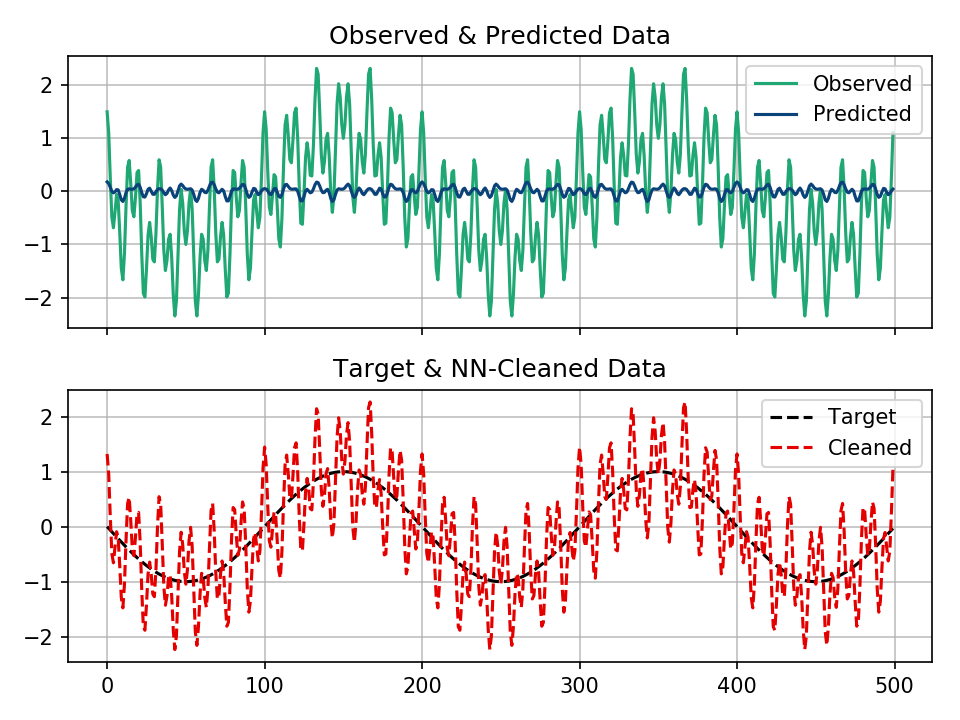 Observed & Predicted Data
Observed
Predicted
2
1
0
−1
−2
Target & NN-Cleaned Data
Target
Cleaned
2
1
0
−1
−2
0 100 200 300 400 500